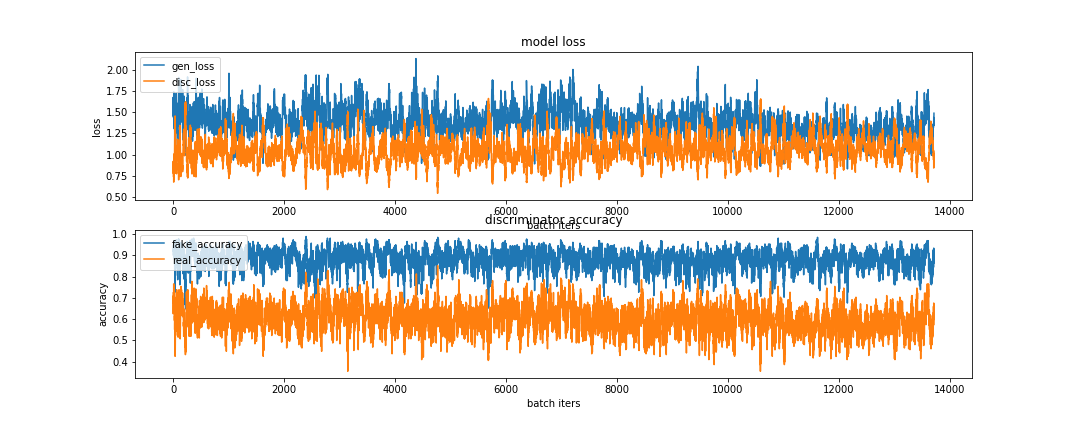 model loss
gen_loss
disc_loss
loss
2.00
1.75
1.50
1.25
1.00
0.75
0.50
0 2000 4000 6000 8000 10000 12000 14000
batch iters
discriminator accuracy
fake_accuracy
real_accuracy
accuracy
1.0
0.9
0.8
0.7
0.6
0.5
0.4
0 2000 4000 6000 8000 10000 12000 14000
batch iters